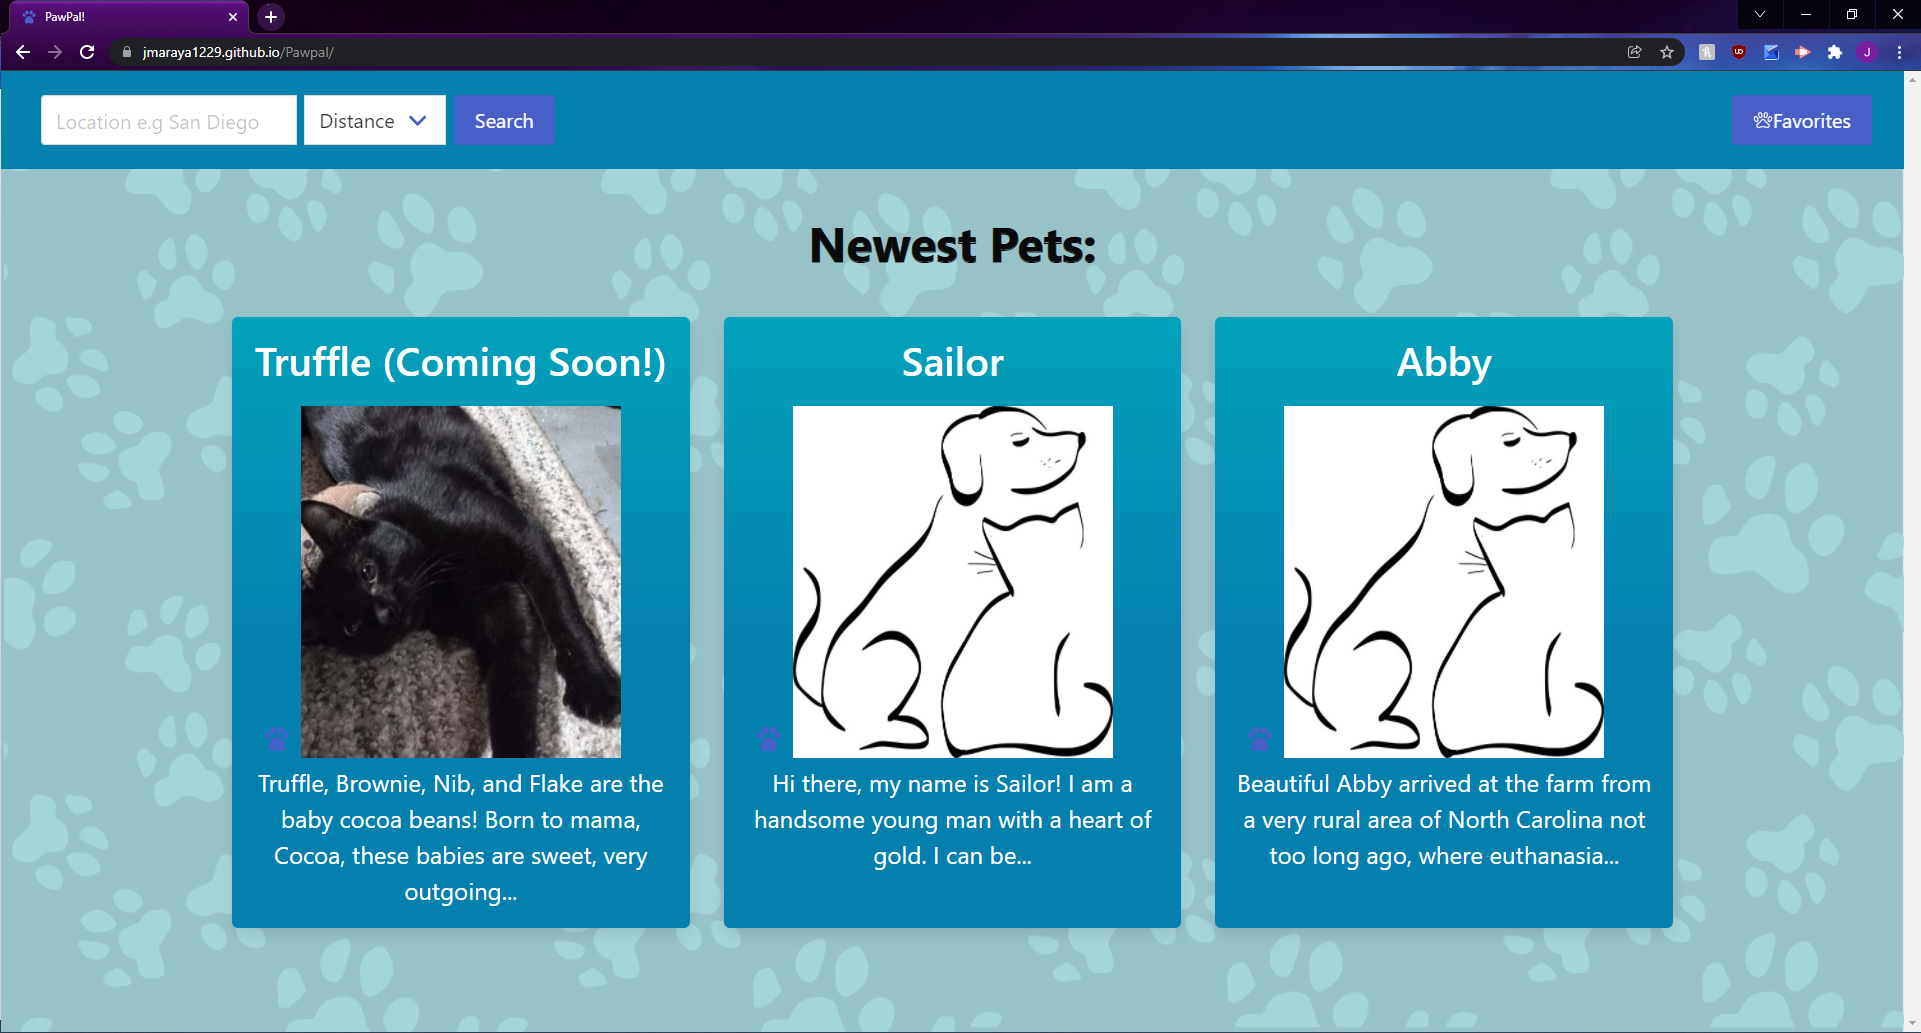 PawPal!
jmaraya1229.github.io/Pawpal/
J
Location e.g San Diego
Distance
Search
Favorites
Newest Pets:
Truffle (Coming Soon!)
Truffle, Brownie, Nib, and Flake are the
baby cocoa beans! Born to mama,
Cocoa, these babies are sweet, very
outgoing...
Sailor
Hi there, my name is Sailor! I am a
handsome young man with a heart of
gold. I can be...
Abby
Beautiful Abby arrived at the farm from
a very rural area of North Carolina not
too long ago, where euthanasia...